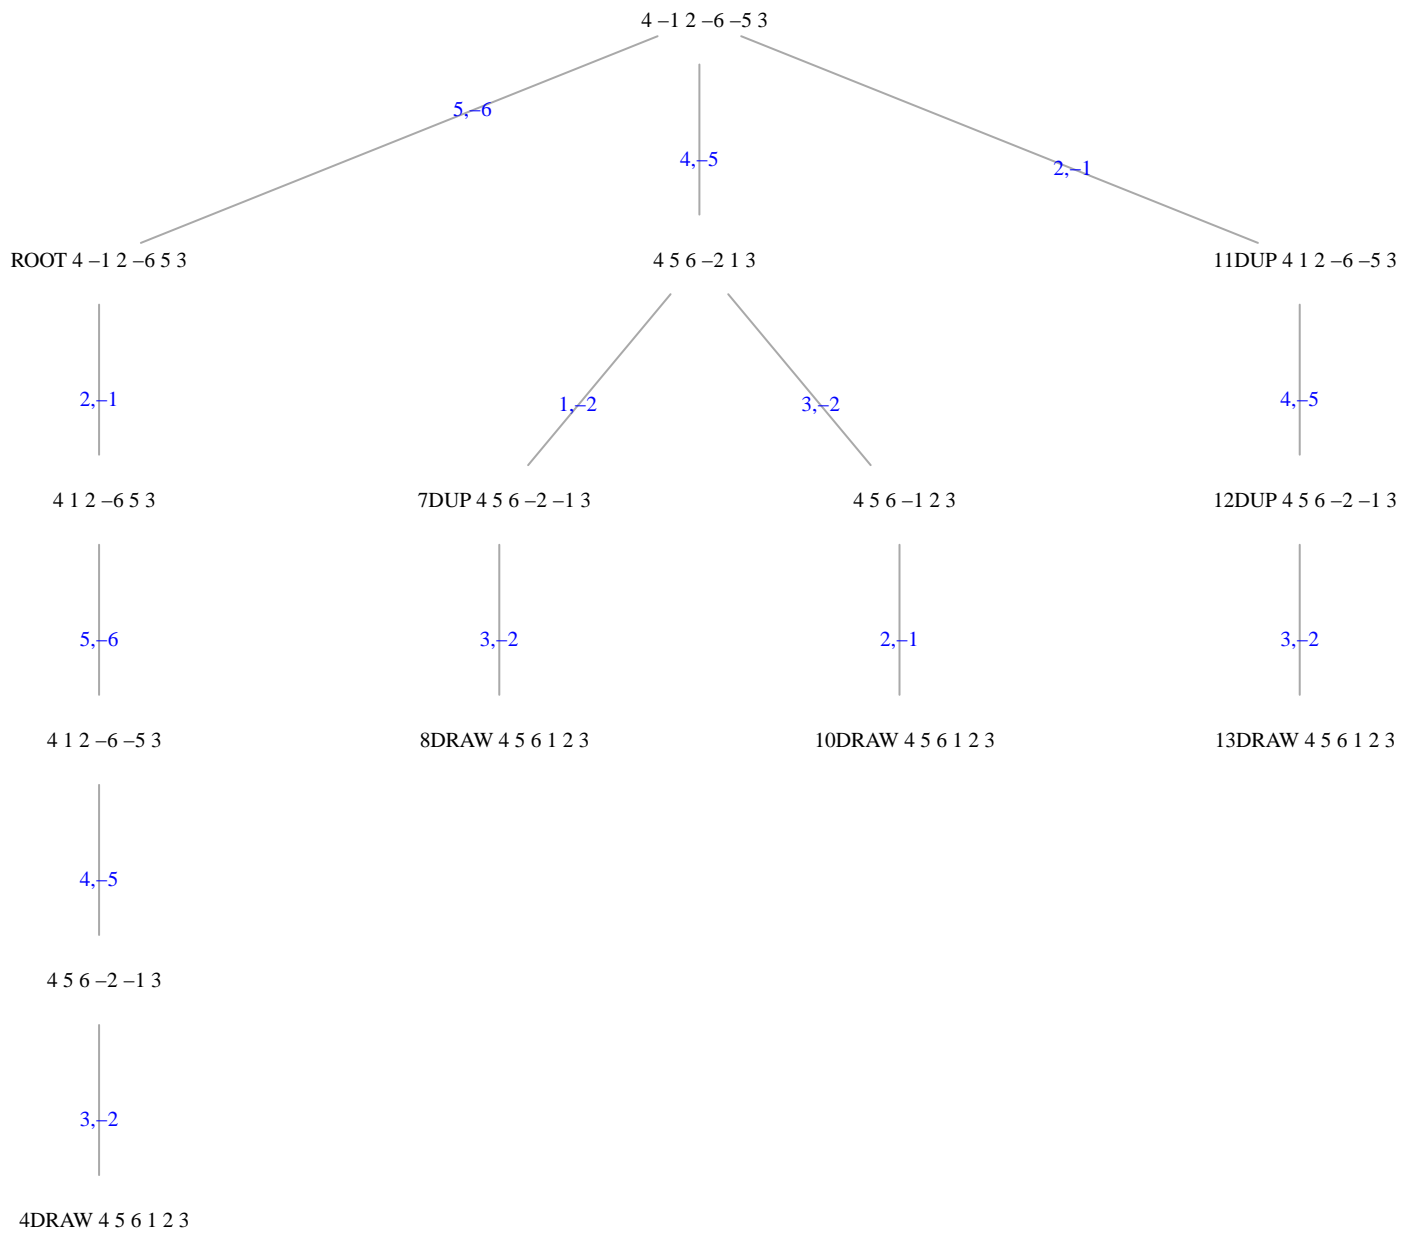 4 –1 2 –6 –5 3
5,–6
4,–5
2,–1
ROOT 4 –1 2 –6 5 3
4 5 6 –2 1 3
11DUP 4 1 2 –6 –5 3
2,–1
1,–2
3,–2
4,–5
4 1 2 –6 5 3
7DUP 4 5 6 –2 –1 3
4 5 6 –1 2 3
12DUP 4 5 6 –2 –1 3
5,–6
3,–2
2,–1
3,–2
4 1 2 –6 –5 3
8DRAW 4 5 6 1 2 3
10DRAW 4 5 6 1 2 3
13DRAW 4 5 6 1 2 3
4,–5
4 5 6 –2 –1 3
3,–2
4DRAW 4 5 6 1 2 3